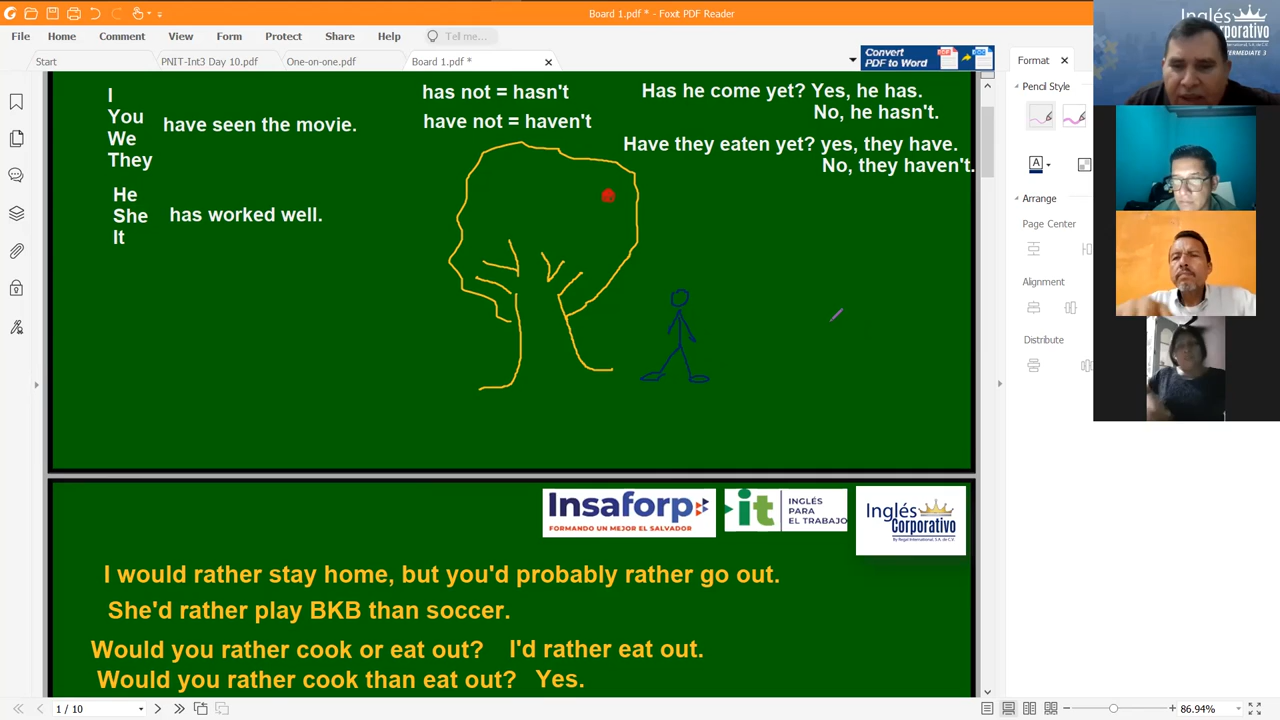 Board 1.pdf * - Foxit PDF Reader
File Home Comment View Form Protect Share Help Tell me...
Start PNIT-Int3 Day 10.pdf One-on-one.pdf Board 1.pdf *
Convert PDF to Word
Format
Pencil Style
Arrange
Page Center
Alignment
Distribute
Inglés Corporativo
INTERMEDIATE 3
I
You
We
They
have seen the movie.
He
She
It
has worked well.
has not = hasn't
have not = haven't
Has he come yet? Yes, he has.
No, he hasn't.
Have they eaten yet? yes, they have.
No, they haven't.
Insaforp
FORMANDO UN MEJOR EL SALVADOR
it
INGLÉS
PARA
EL TRABAJO
Inglés
Corporativo
By Regal International, S.A. de C.V.
I would rather stay home, but you'd probably rather go out.
She'd rather play BKB than soccer.
Would you rather cook or eat out? I'd rather eat out.
Would you rather cook than eat out? Yes.
1 / 10
86.94%